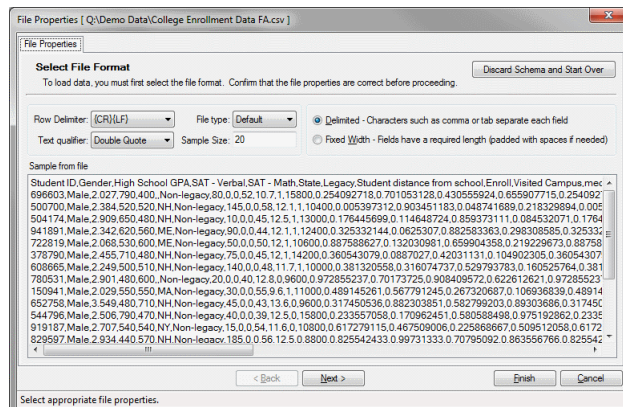 File Properties [ Q:\Demo Data\College Enrollment Data FA.csv ]
File Properties
Select File Format
To load data, you must first select the file format. Confirm that the file properties are correct before proceeding.
Discard Schema and Start Over
Row Delimiter: {CR}{LF} File type: Default
Text qualifier: Double Quote Sample Size: 20
Delimited - Characters such as comma or tab separate each field
Fixed Width - Fields have a required length (padded with spaces if needed)
Sample from file
Student ID,Gender,High School GPA,SAT - Verbal,SAT - Math,State,Legacy,Student distance from school,Enroll,Visited Campus,mec
696603,Male,2.027,790,400,,Non-legacy,80,0,0,52,10.7,1,15800,0.254092718,0.701053128,0.430555924,0.655907715,0.2540927
500700,Male,2.384,520,520,NH,Non-legacy,145,0,0,58,12.1,1,10400,0.005397312,0.903451183,0.048741689,0.218329894,0.005
504174,Male,2.909,650,480,NH,Non-legacy,10,0,0,45,12.5,1,13000,0.176445699,0.114648724,0.859373111,0.084532071,0.1764
941891,Male,2.342,620,560,ME,Non-legacy,90,0,0,44,12.1,1,12400,0.325332144,0.0625307,0.882583363,0.298308585,0.325332
722819,Male,2.068,530,600,ME,Non-legacy,50,0,0,50,12.1,0,10600,0.887588627,0.132030981,0.659904358,0.219229673,0.88758
378790,Male,2.455,710,480,NH,Non-legacy,75,0,0,45,12.1,0,14200,0.360543079,0.0887027,0.42031131,0.104902305,0.36054307
608665,Male,2.249,500,510,NH,Non-legacy,140,0,0,48,11.7,1,10000,0.381320558,0.316074737,0.529793783,0.160525764,0.381
780531,Male,2.901,480,600,,Non-legacy,20,0,0,40,12.8,0,9600,0.972855237,0.70173725,0.908409572,0.622612621,0.97285523
150941,Male,2.029,550,550,MA,Non-legacy,30,0,0,55,9.6,1,11000,0.489145261,0.567791245,0.267320687,0.106936839,0.48914
652758,Male,3.549,680,710,NH,Non-legacy,45,0,0,43,13.6,0,9600,0.317450536,0.882303851,0.582799203,0.89303686,0.317450
544796,Male,2.506,790,470,NH,Non-legacy,40,0,0,39,12.5,0,15800,0.233557058,0.170962451,0.580588498,0.975192862,0.2335
919187,Male,2.707,540,540,NY,Non-legacy,15,0,0,54,11.6,0,10800,0.617279115,0.467509006,0.225868667,0.509512058,0.6172
829597,Male,2.934,440,570,NH,Non-legacy,185,0,0,56,12.5,0,8800,0.825542433,0.99731333,0.70795092,0.863556766,0.825542
< Back Next > Finish Cancel
Select appropriate file properties.